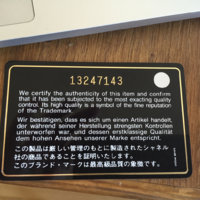 13247143
We certify the authenticity of this item and confirm
that it has been subjected to the most exacting quality
control. Its high quality is a symbol of the fine reputation
of the Trademark.
Wir bestätigen, dass es sich um einen Artikel handelt,
der während seiner Herstellung strengsten Kontrollen
unterworfen war, und dessen erstklassige Qualität
dem hohen Ansehen unserer Marke entspricht.
この製品は厳しい管理のもとに製造されたシャネル
社の商品であることを証明いたします。
このブランド・マークは最高級品質の象徴です。